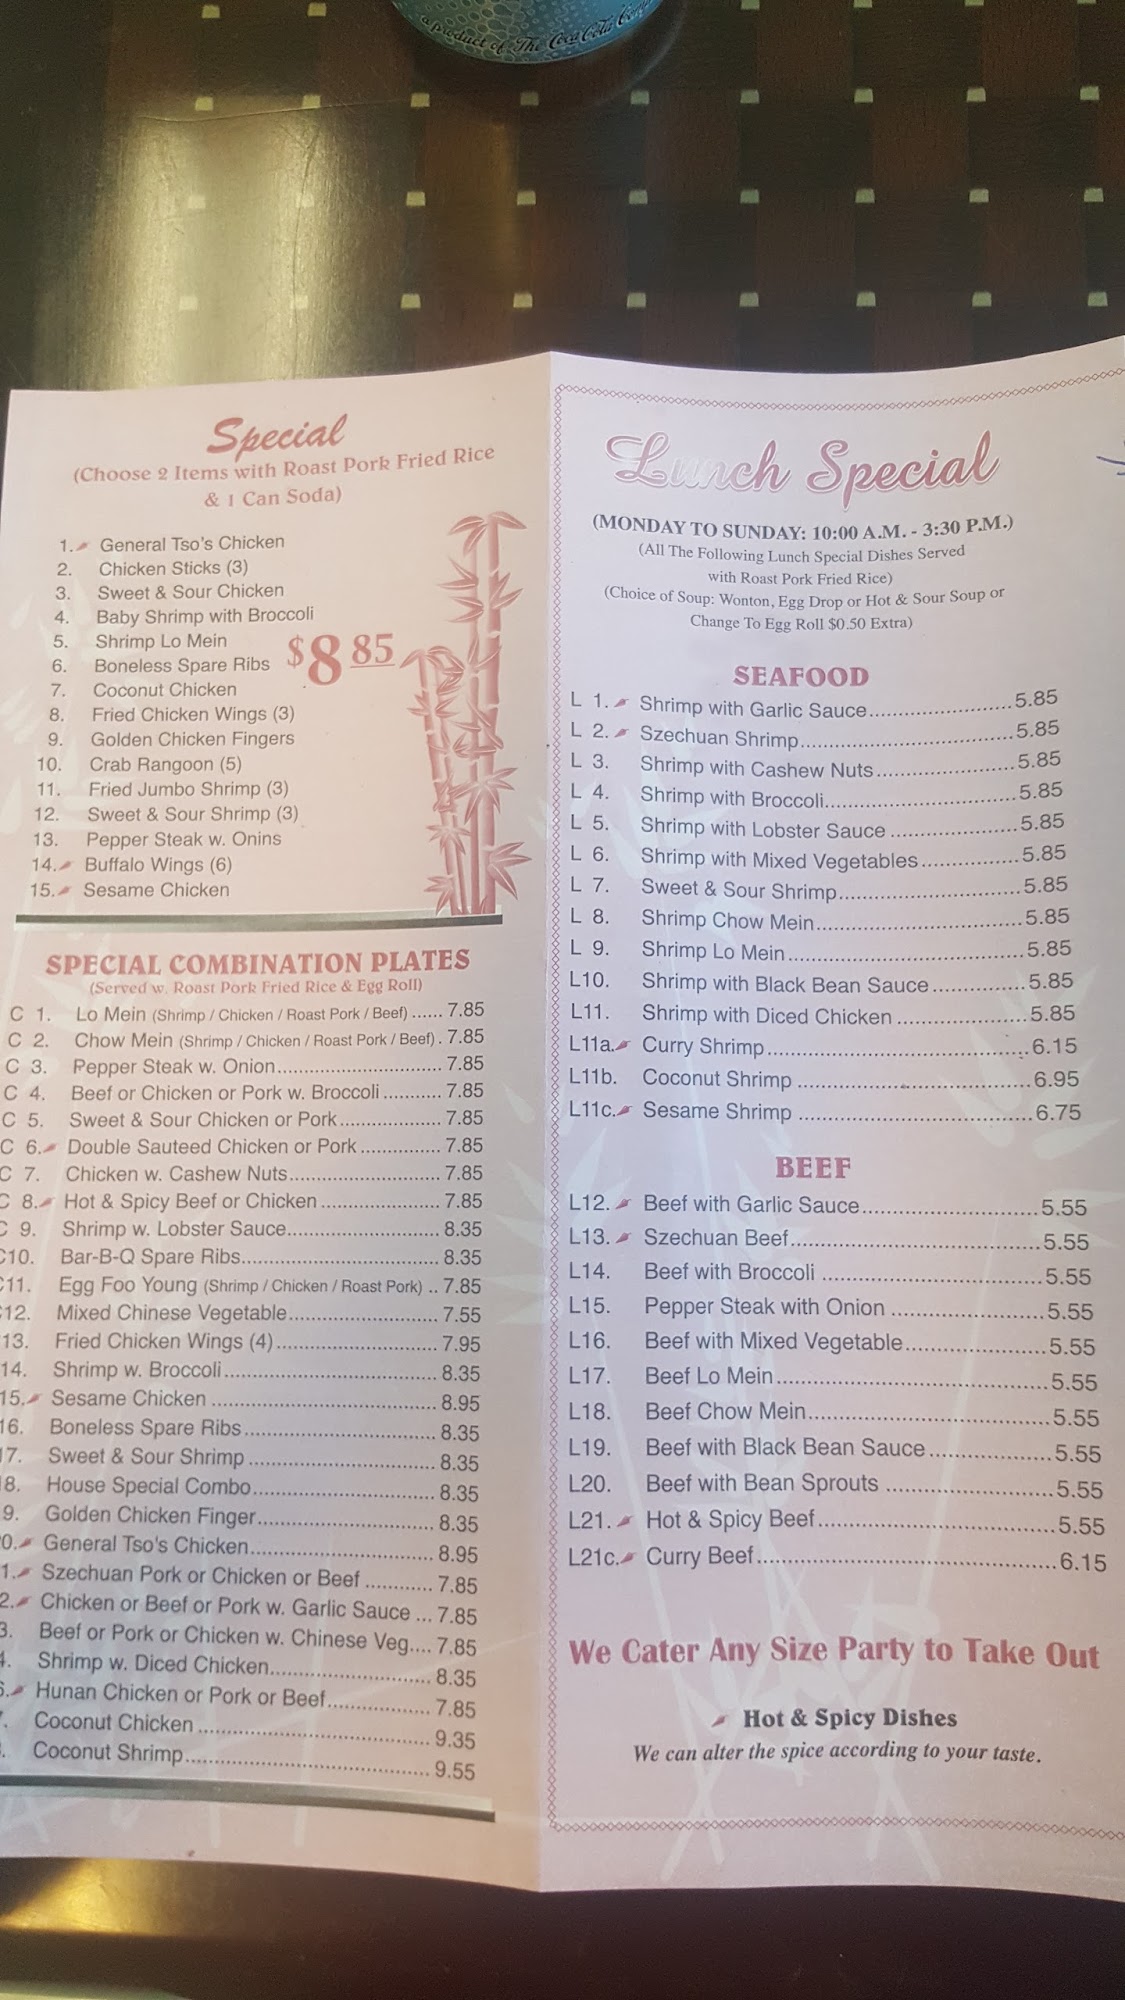 a product of The Coca-Cola
Special
(Choose 2 Items with Roast Pork Fried Rice
& 1 Can Soda)
1. General Tso's Chicken
2. Chicken Sticks (3)
3. Sweet & Sour Chicken
4. Baby Shrimp with Broccoli
5. Shrimp Lo Mein
6. Boneless Spare Ribs
$8 85
7. Coconut Chicken
8. Fried Chicken Wings (3)
9. Golden Chicken Fingers
10. Crab Rangoon (5)
11. Fried Jumbo Shrimp (3)
12. Sweet & Sour Shrimp (3)
13. Pepper Steak w. Onins
14. Buffalo Wings (6)
15. Sesame Chicken
SPECIAL COMBINATION PLATES
(Served w. Roast Pork Fried Rice & Egg Roll)
C 1. Lo Mein (Shrimp / Chicken / Roast Pork / Beef) ...... 7.85
C 2. Chow Mein (Shrimp / Chicken / Roast Pork / Beef) . 7.85
C 3. Pepper Steak w. Onion.............................. 7.85
C 4. Beef or Chicken or Pork w. Broccoli........... 7.85
C 5. Sweet & Sour Chicken or Pork................... 7.85
C 6. Double Sauteed Chicken or Pork............... 7.85
C 7. Chicken w. Cashew Nuts............................ 7.85
C 8. Hot & Spicy Beef or Chicken...................... 7.85
C 9. Shrimp w. Lobster Sauce............................ 8.35
C10. Bar-B-Q Spare Ribs.................................... 8.35
C11. Egg Foo Young (Shrimp / Chicken / Roast Pork) .. 7.85
C12. Mixed Chinese Vegetable........................... 7.55
13. Fried Chicken Wings (4).............................. 7.95
14. Shrimp w. Broccoli....................................... 8.35
15. Sesame Chicken ......................................... 8.95
16. Boneless Spare Ribs................................... 8.35
17. Sweet & Sour Shrimp .................................. 8.35
18. House Special Combo................................. 8.35
9. Golden Chicken Finger................................ 8.35
0. General Tso's Chicken................................. 8.95
1. Szechuan Pork or Chicken or Beef ............ 7.85
2. Chicken or Beef or Pork w. Garlic Sauce ... 7.85
3. Beef or Pork or Chicken w. Chinese Veg.... 7.85
4. Shrimp w. Diced Chicken............................. 8.35
6. Hunan Chicken or Pork or Beef................... 7.85
Coconut Chicken ......................................... 9.35
Coconut Shrimp........................................... 9.55
Lunch Special
(MONDAY TO SUNDAY: 10:00 A.M. - 3:30 P.M.)
(All The Following Lunch Special Dishes Served
with Roast Pork Fried Rice)
(Choice of Soup: Wonton, Egg Drop or Hot & Sour Soup or
Change To Egg Roll $0.50 Extra)
SEAFOOD
L 1. Shrimp with Garlic Sauce.........................5.85
L 2. Szechuan Shrimp.....................................5.85
L 3. Shrimp with Cashew Nuts........................5.85
L 4. Shrimp with Broccoli.................................5.85
L 5. Shrimp with Lobster Sauce ......................5.85
L 6. Shrimp with Mixed Vegetables.................5.85
L 7. Sweet & Sour Shrimp...............................5.85
L 8. Shrimp Chow Mein...................................5.85
L 9. Shrimp Lo Mein........................................5.85
L10. Shrimp with Black Bean Sauce................5.85
L11. Shrimp with Diced Chicken ......................5.85
L11a. Curry Shrimp............................................6.15
L11b. Coconut Shrimp .......................................6.95
L11c. Sesame Shrimp .......................................6.75
BEEF
L12. Beef with Garlic Sauce.............................5.55
L13. Szechuan Beef.........................................5.55
L14. Beef with Broccoli ....................................5.55
L15. Pepper Steak with Onion .........................5.55
L16. Beef with Mixed Vegetable.......................5.55
L17. Beef Lo Mein............................................5.55
L18. Beef Chow Mein.......................................5.55
L19. Beef with Black Bean Sauce....................5.55
L20. Beef with Bean Sprouts ...........................5.55
L21. Hot & Spicy Beef......................................5.55
L21c. Curry Beef................................................6.15
We Cater Any Size Party to Take Out
Hot & Spicy Dishes
We can alter the spice according to your taste.